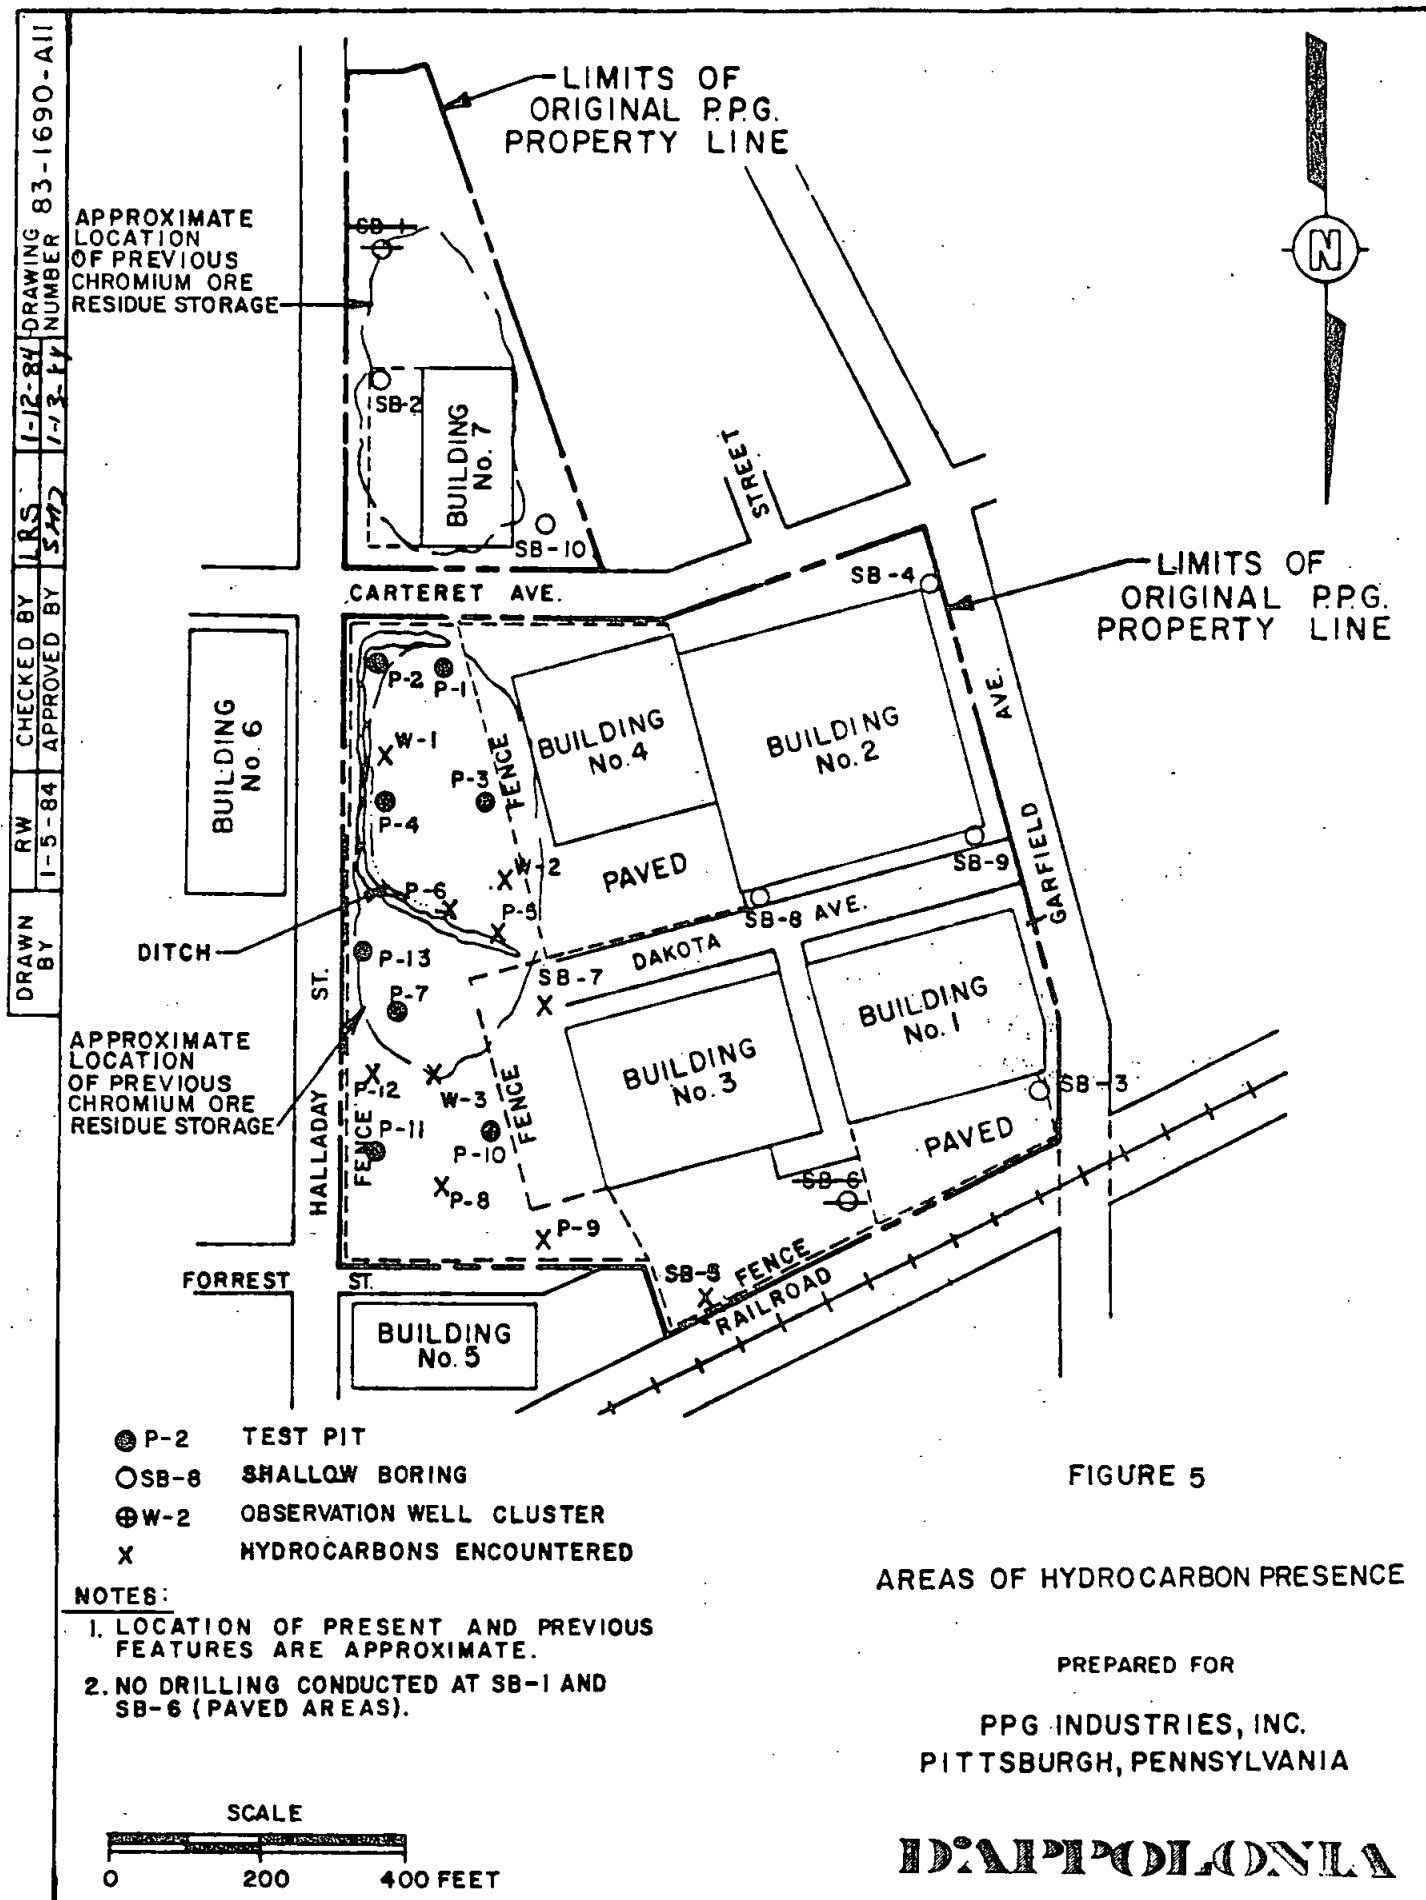 DRAWING NUMBER 83-1690-A11
1-12-84
1-13-84
CHECKED BY LRS
APPROVED BY SMD
RW
1-5-84
DRAWN BY
LIMITS OF
ORIGINAL P.P.G.
PROPERTY LINE
APPROXIMATE
LOCATION
OF PREVIOUS
CHROMIUM ORE
RESIDUE STORAGE
SB-1
N
SB-2
BUILDING
No. 7
STREET
SB-10
CARTERET AVE.
SB-4
LIMITS OF
ORIGINAL P.P.G.
PROPERTY LINE
P-2
P-1
BUILDING
No. 6
W-1
FENCE
BUILDING
No. 4
BUILDING
No. 2
AVE.
P-3
P-4
GARFIELD
W-2
PAVED
SB-9
P-6
P-5
SB-8
AVE.
DITCH
P-13
DAKOTA
ST.
SB-7
P-7
BUILDING
No. 1
APPROXIMATE
LOCATION
OF PREVIOUS
CHROMIUM ORE
RESIDUE STORAGE
BUILDING
No. 3
P-12
W-3
FENCE
SB-3
HALLADAY
FENCE
P-11
P-10
PAVED
P-8
SB-6
P-9
FORREST ST.
SB-5
FENCE
RAILROAD
BUILDING
No. 5
P-2 TEST PIT
SB-8 SHALLOW BORING
W-2 OBSERVATION WELL CLUSTER
X HYDROCARBONS ENCOUNTERED
FIGURE 5
AREAS OF HYDROCARBON PRESENCE
NOTES:
1. LOCATION OF PRESENT AND PREVIOUS
FEATURES ARE APPROXIMATE.
2. NO DRILLING CONDUCTED AT SB-1 AND
SB-6 (PAVED AREAS).
PREPARED FOR
PPG INDUSTRIES, INC.
PITTSBURGH, PENNSYLVANIA
SCALE
0 200 400 FEET
D'APPOLONIA